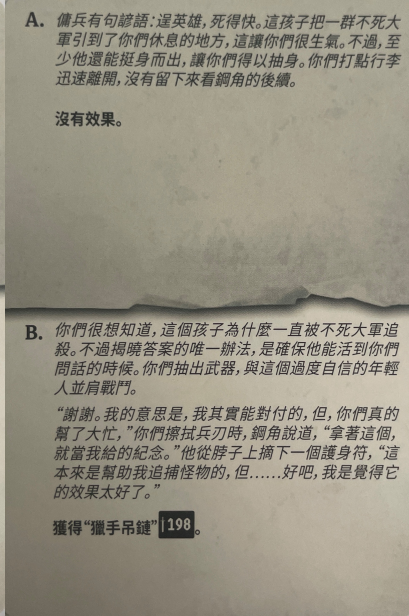 A. 傭兵有句諺語：逞英雄，死得快。這孩子把一群不死大
軍引到了你們休息的地方，這讓你們很生氣。不過，至
少他還能挺身而出，讓你們得以抽身。你們打點行李
迅速離開，沒有留下來看鋼角的後續。
沒有效果。
B. 你們很想知道，這個孩子為什麼一直被不死大軍追
殺。不過揭曉答案的唯一辦法，是確保他能活到你們
問話的時候。你們抽出武器，與這個過度自信的年輕
人並肩戰鬥。
“謝謝。我的意思是，我其實能對付的，但，你們真的
幫了大忙，”你們擦拭兵刃時，鋼角說道，“拿著這個，
就當我給的紀念。”他從脖子上摘下一個護身符，“這
本來是幫助我追捕怪物的，但……好吧，我是覺得它
的效果太好了。”
獲得“獵手吊鏈”198。